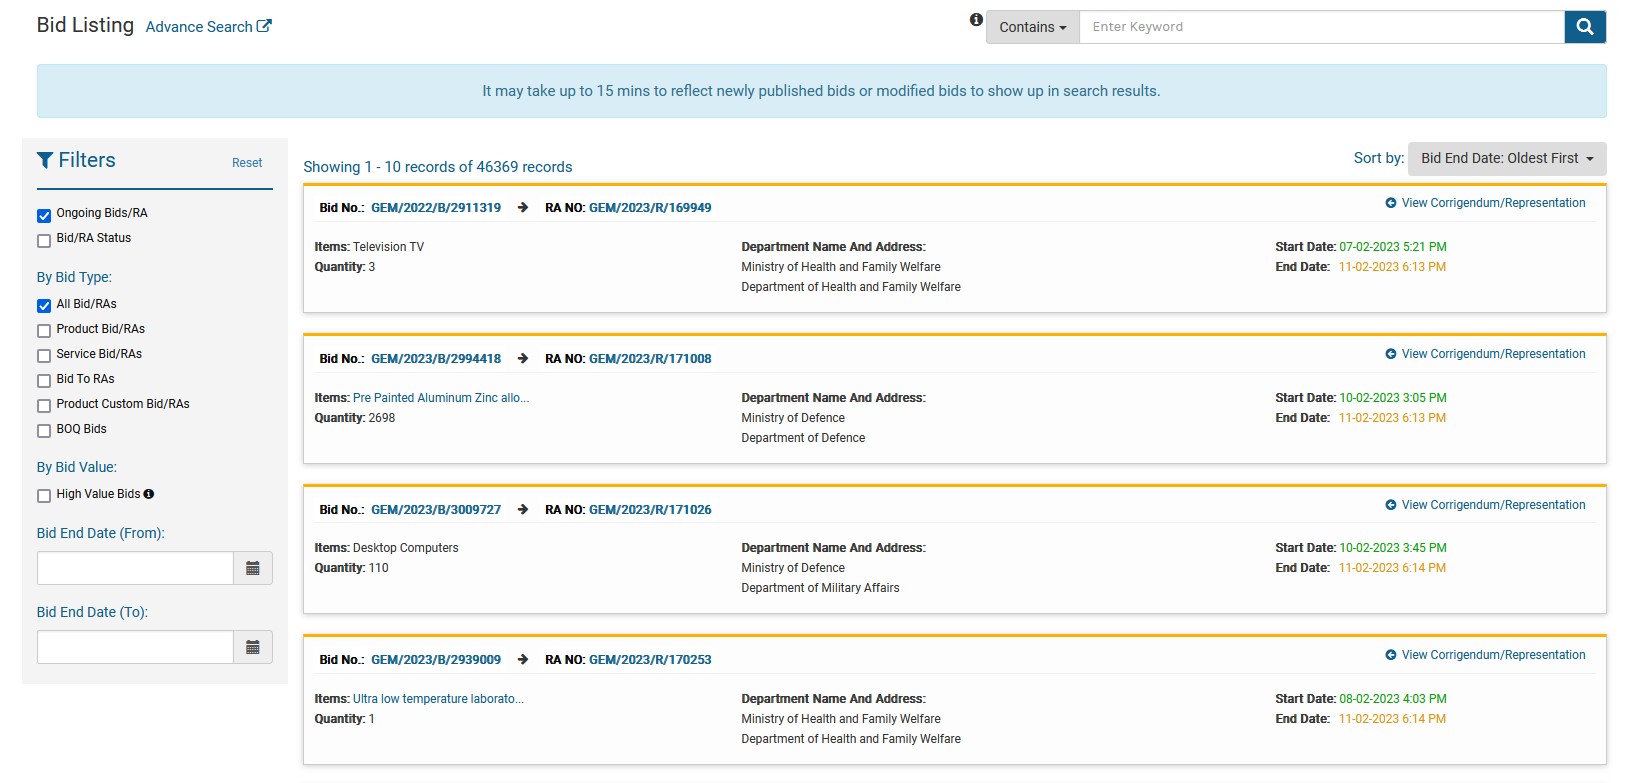 Bid Listing Advance Search
Contains Enter Keyword
It may take up to 15 mins to reflect newly published bids or modified bids to show up in search results.
Filters Reset
Ongoing Bids/RA
Bid/RA Status
By Bid Type:
All Bid/RAs
Product Bid/RAs
Service Bid/RAs
Bid To RAs
Product Custom Bid/RAs
BOQ Bids
By Bid Value:
High Value Bids
Bid End Date (From):
Bid End Date (To):
Showing 1 - 10 records of 46369 records
Sort by: Bid End Date: Oldest First
Bid No.: GEM/2022/B/2911319 RA NO: GEM/2023/R/169949
View Corrigendum/Representation
Items: Television TV
Quantity: 3
Department Name And Address:
Ministry of Health and Family Welfare
Department of Health and Family Welfare
Start Date: 07-02-2023 5:21 PM
End Date: 11-02-2023 6:13 PM
Bid No.: GEM/2023/B/2994418 RA NO: GEM/2023/R/171008
View Corrigendum/Representation
Items: Pre Painted Aluminum Zinc allo...
Quantity: 2698
Department Name And Address:
Ministry of Defence
Department of Defence
Start Date: 10-02-2023 3:05 PM
End Date: 11-02-2023 6:13 PM
Bid No.: GEM/2023/B/3009727 RA NO: GEM/2023/R/171026
View Corrigendum/Representation
Items: Desktop Computers
Quantity: 110
Department Name And Address:
Ministry of Defence
Department of Military Affairs
Start Date: 10-02-2023 3:45 PM
End Date: 11-02-2023 6:14 PM
Bid No.: GEM/2023/B/2939009 RA NO: GEM/2023/R/170253
View Corrigendum/Representation
Items: Ultra low temperature laborato...
Quantity: 1
Department Name And Address:
Ministry of Health and Family Welfare
Department of Health and Family Welfare
Start Date: 08-02-2023 4:03 PM
End Date: 11-02-2023 6:14 PM